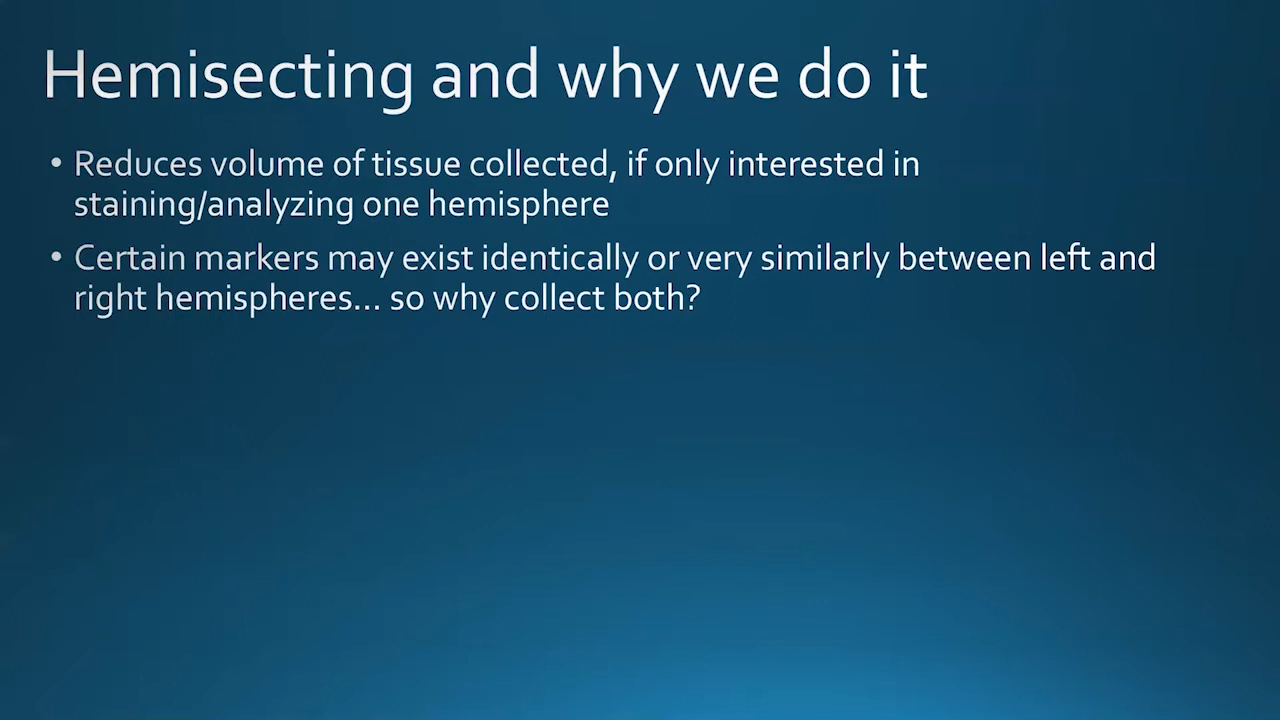 Hemisecting and why we do it
• Reduces volume of tissue collected, if only interested in
staining/analyzing one hemisphere
• Certain markers may exist identically or very similarly between left and
right hemispheres... so why collect both?